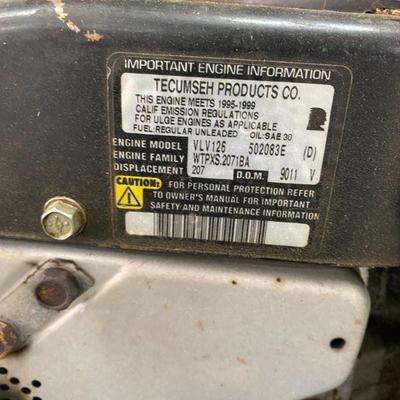 IMPORTANT ENGINE INFORMATION
TECUMSEH PRODUCTS CO.
THIS ENGINE MEETS 1995-1999
CALIF EMISSION REGULATIONS
FOR ULGE ENGINES AS APPLICABLE
FUEL:REGULAR UNLEADED OIL:SAE 30
ENGINE MODEL VLV126 502083E (D)
ENGINE FAMILY WTPXS.2071BA
DISPLACEMENT 207 D.O.M. 9011 V
CAUTION: FOR PERSONAL PROTECTION REFER
TO OWNER'S MANUAL FOR IMPORTANT
SAFETY AND MAINTENANCE INFORMATION